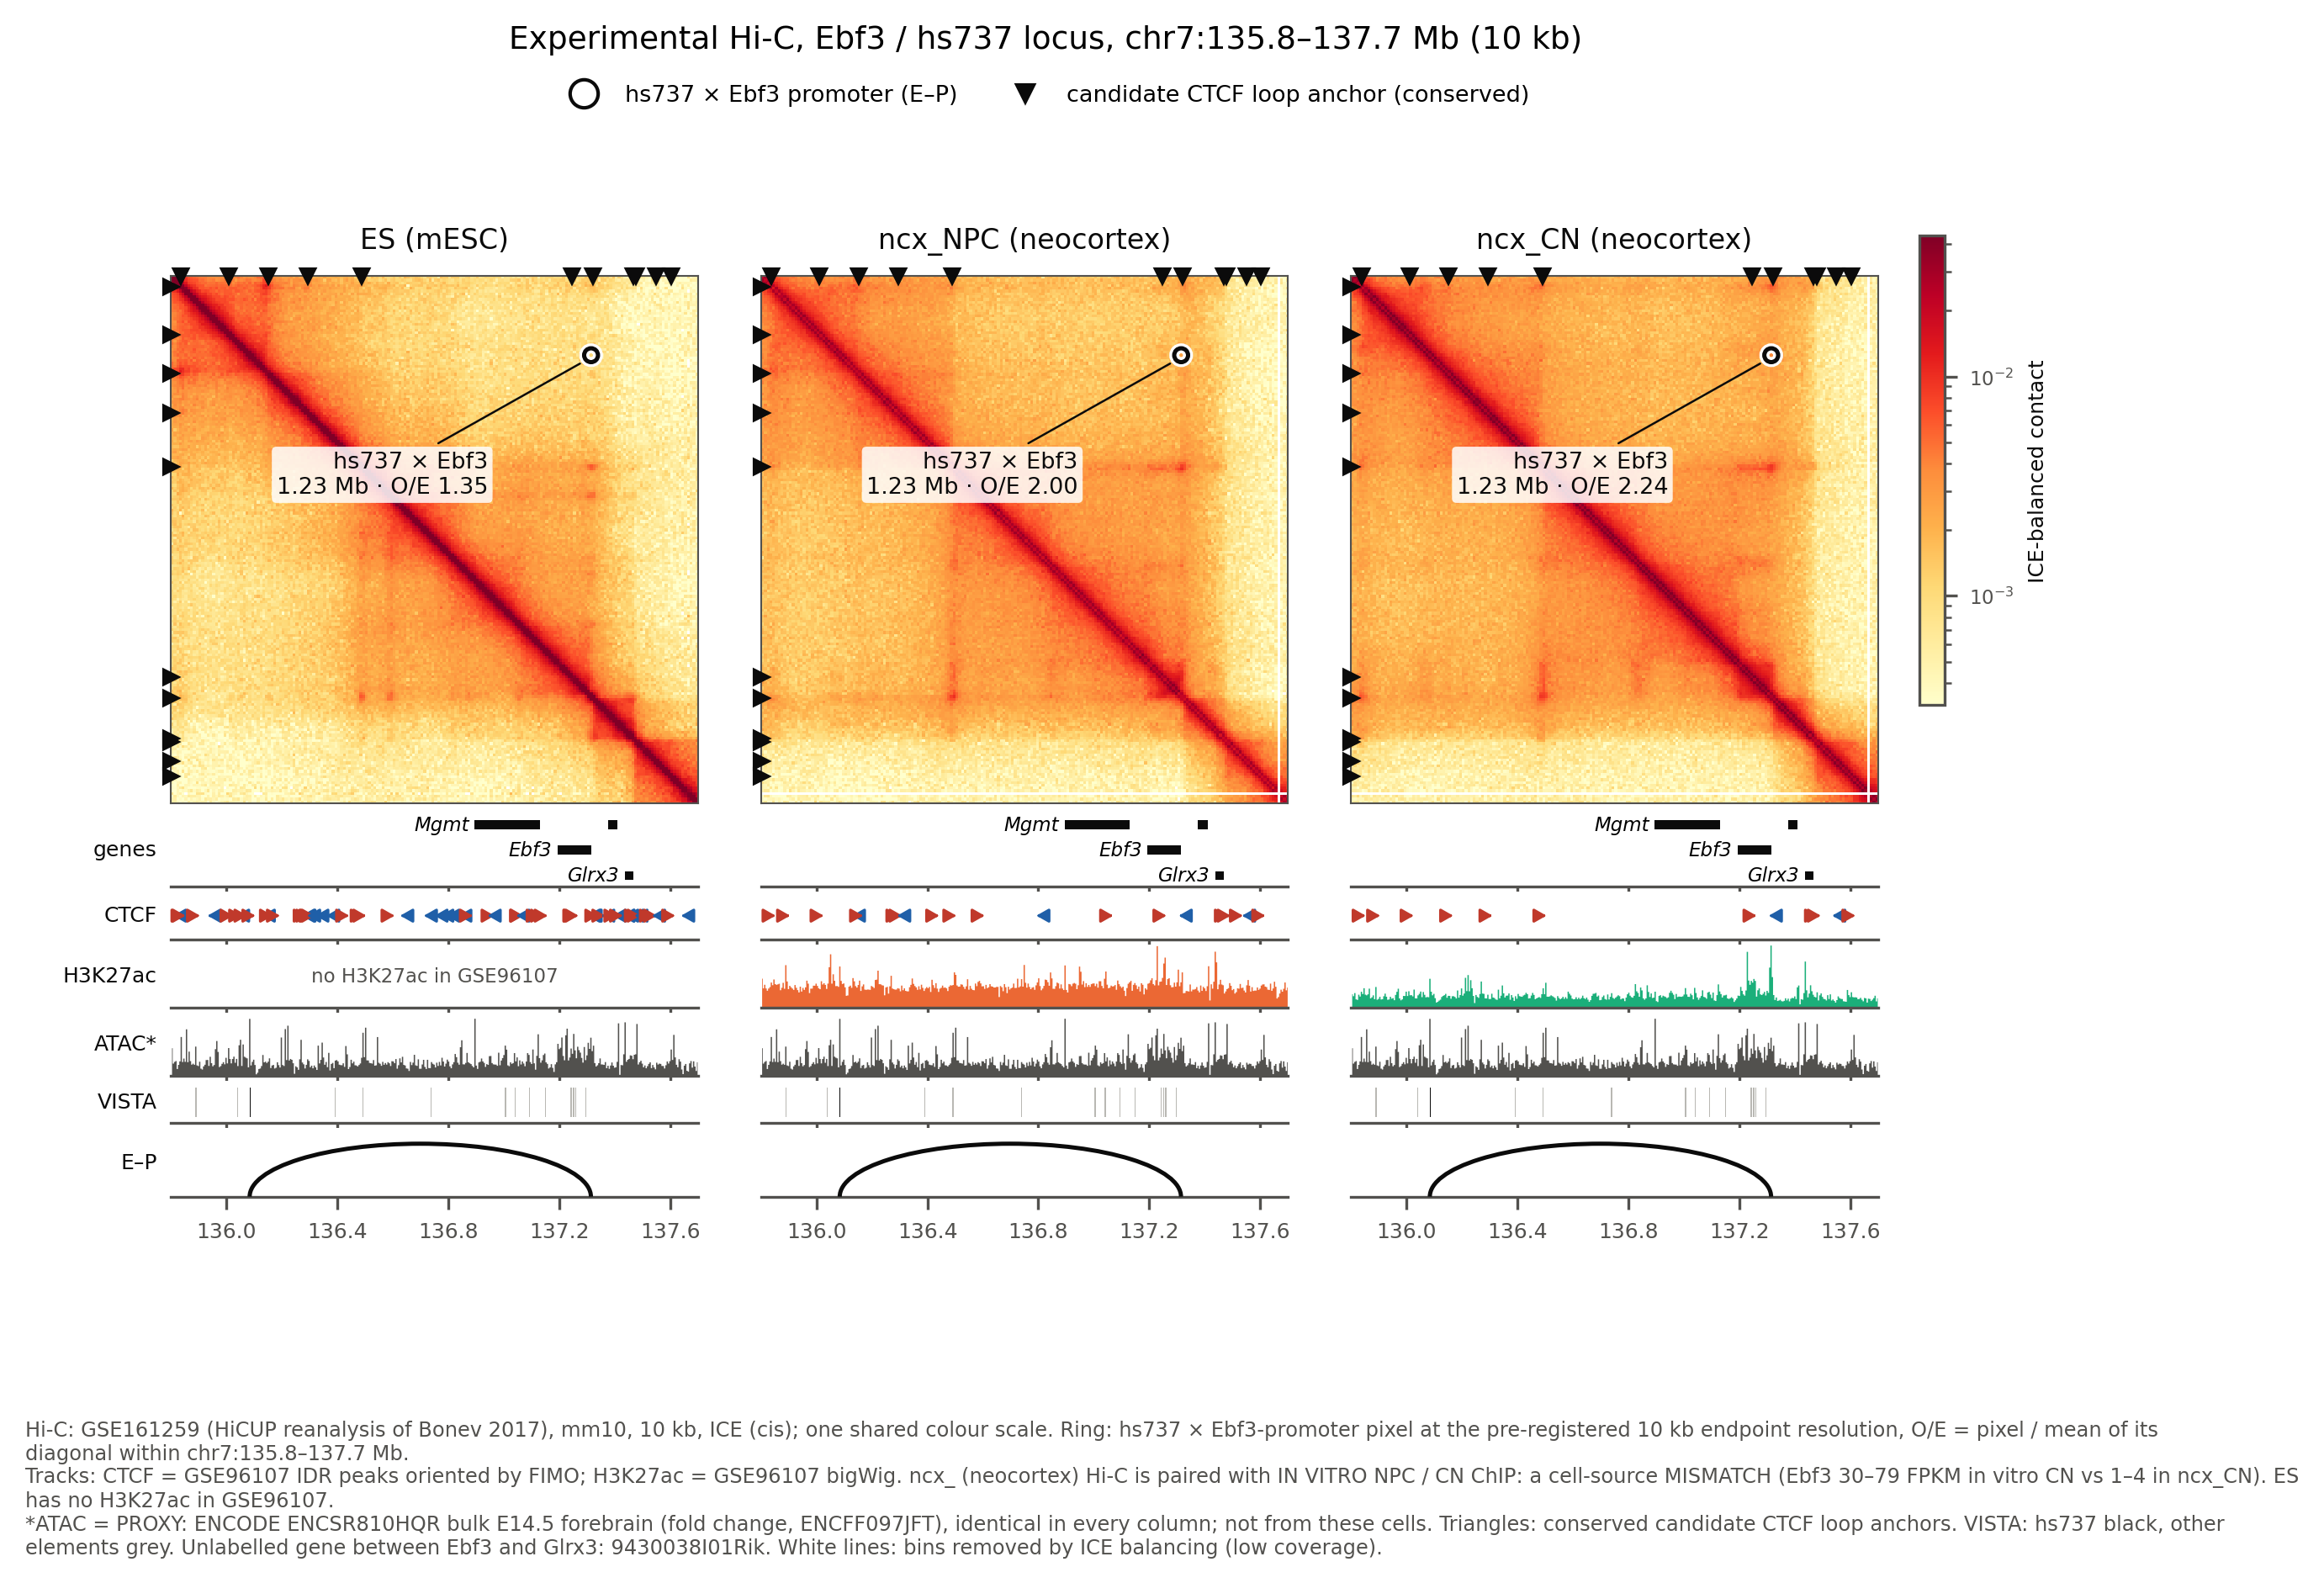 Experimental Hi-C, Ebf3 / hs737 locus, chr7:135.8–137.7 Mb (10 kb)
hs737 × Ebf3 promoter (E–P)
candidate CTCF loop anchor (conserved)
ES (mESC)
ncx_NPC (neocortex)
ncx_CN (neocortex)
hs737 × Ebf3
1.23 Mb · O/E 1.35
hs737 × Ebf3
1.23 Mb · O/E 2.00
hs737 × Ebf3
1.23 Mb · O/E 2.24
10⁻²
10⁻³
ICE-balanced contact
genes
Mgmt
Ebf3
Glrx3
Mgmt
Ebf3
Glrx3
Mgmt
Ebf3
Glrx3
CTCF
H3K27ac
no H3K27ac in GSE96107
ATAC*
VISTA
E–P
136.0 136.4 136.8 137.2 137.6
136.0 136.4 136.8 137.2 137.6
136.0 136.4 136.8 137.2 137.6
Hi-C: GSE161259 (HiCUP reanalysis of Bonev 2017), mm10, 10 kb, ICE (cis); one shared colour scale. Ring: hs737 × Ebf3-promoter pixel at the pre-registered 10 kb endpoint resolution, O/E = pixel / mean of its
diagonal within chr7:135.8–137.7 Mb.
Tracks: CTCF = GSE96107 IDR peaks oriented by FIMO; H3K27ac = GSE96107 bigWig. ncx_ (neocortex) Hi-C is paired with IN VITRO NPC / CN ChIP: a cell-source MISMATCH (Ebf3 30–79 FPKM in vitro CN vs 1–4 in ncx_CN). ES
has no H3K27ac in GSE96107.
*ATAC = PROXY: ENCODE ENCSR810HQR bulk E14.5 forebrain (fold change, ENCFF097JFT), identical in every column; not from these cells. Triangles: conserved candidate CTCF loop anchors. VISTA: hs737 black, other
elements grey. Unlabelled gene between Ebf3 and Glrx3: 9430038I01Rik. White lines: bins removed by ICE balancing (low coverage).